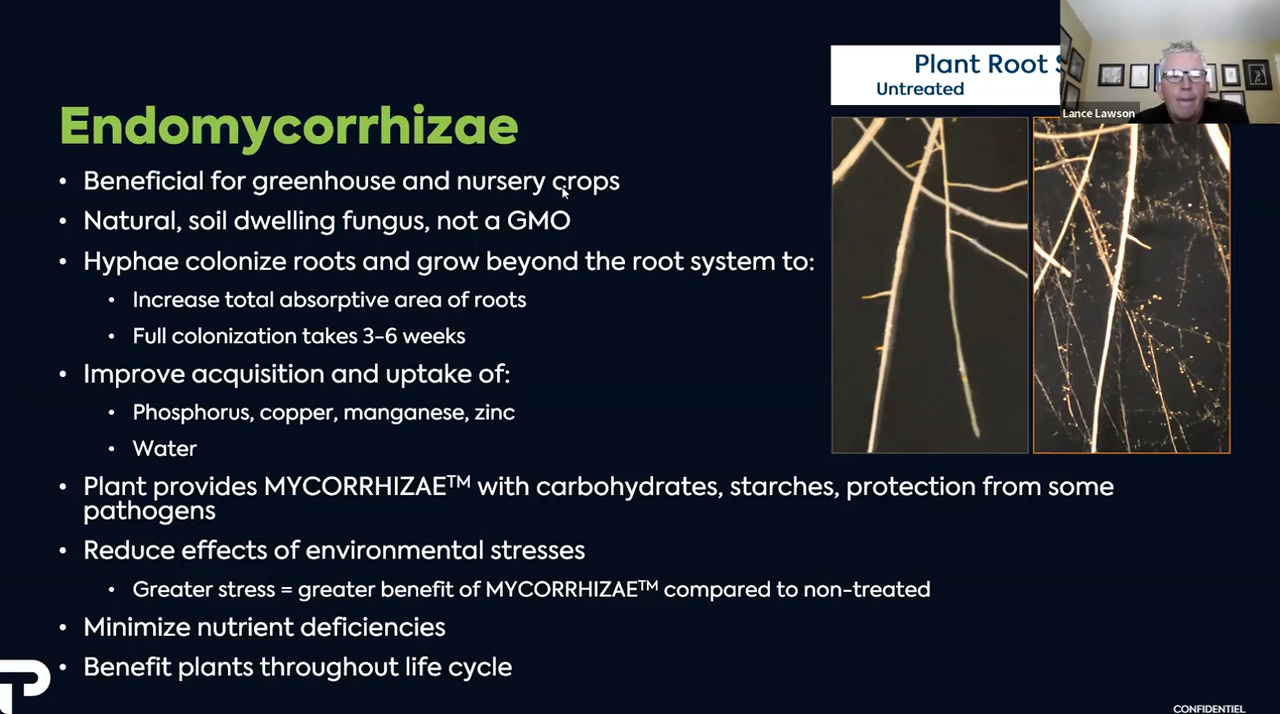 Plant Root S
Untreated
Lance Lawson
Endomycorrhizae
• Beneficial for greenhouse and nursery crops
• Natural, soil dwelling fungus, not a GMO
• Hyphae colonize roots and grow beyond the root system to:
• Increase total absorptive area of roots
• Full colonization takes 3-6 weeks
• Improve acquisition and uptake of:
• Phosphorus, copper, manganese, zinc
• Water
• Plant provides MYCORRHIZAE™ with carbohydrates, starches, protection from some
pathogens
• Reduce effects of environmental stresses
• Greater stress = greater benefit of MYCORRHIZAE™ compared to non-treated
• Minimize nutrient deficiencies
• Benefit plants throughout life cycle
CONFIDENTIEL